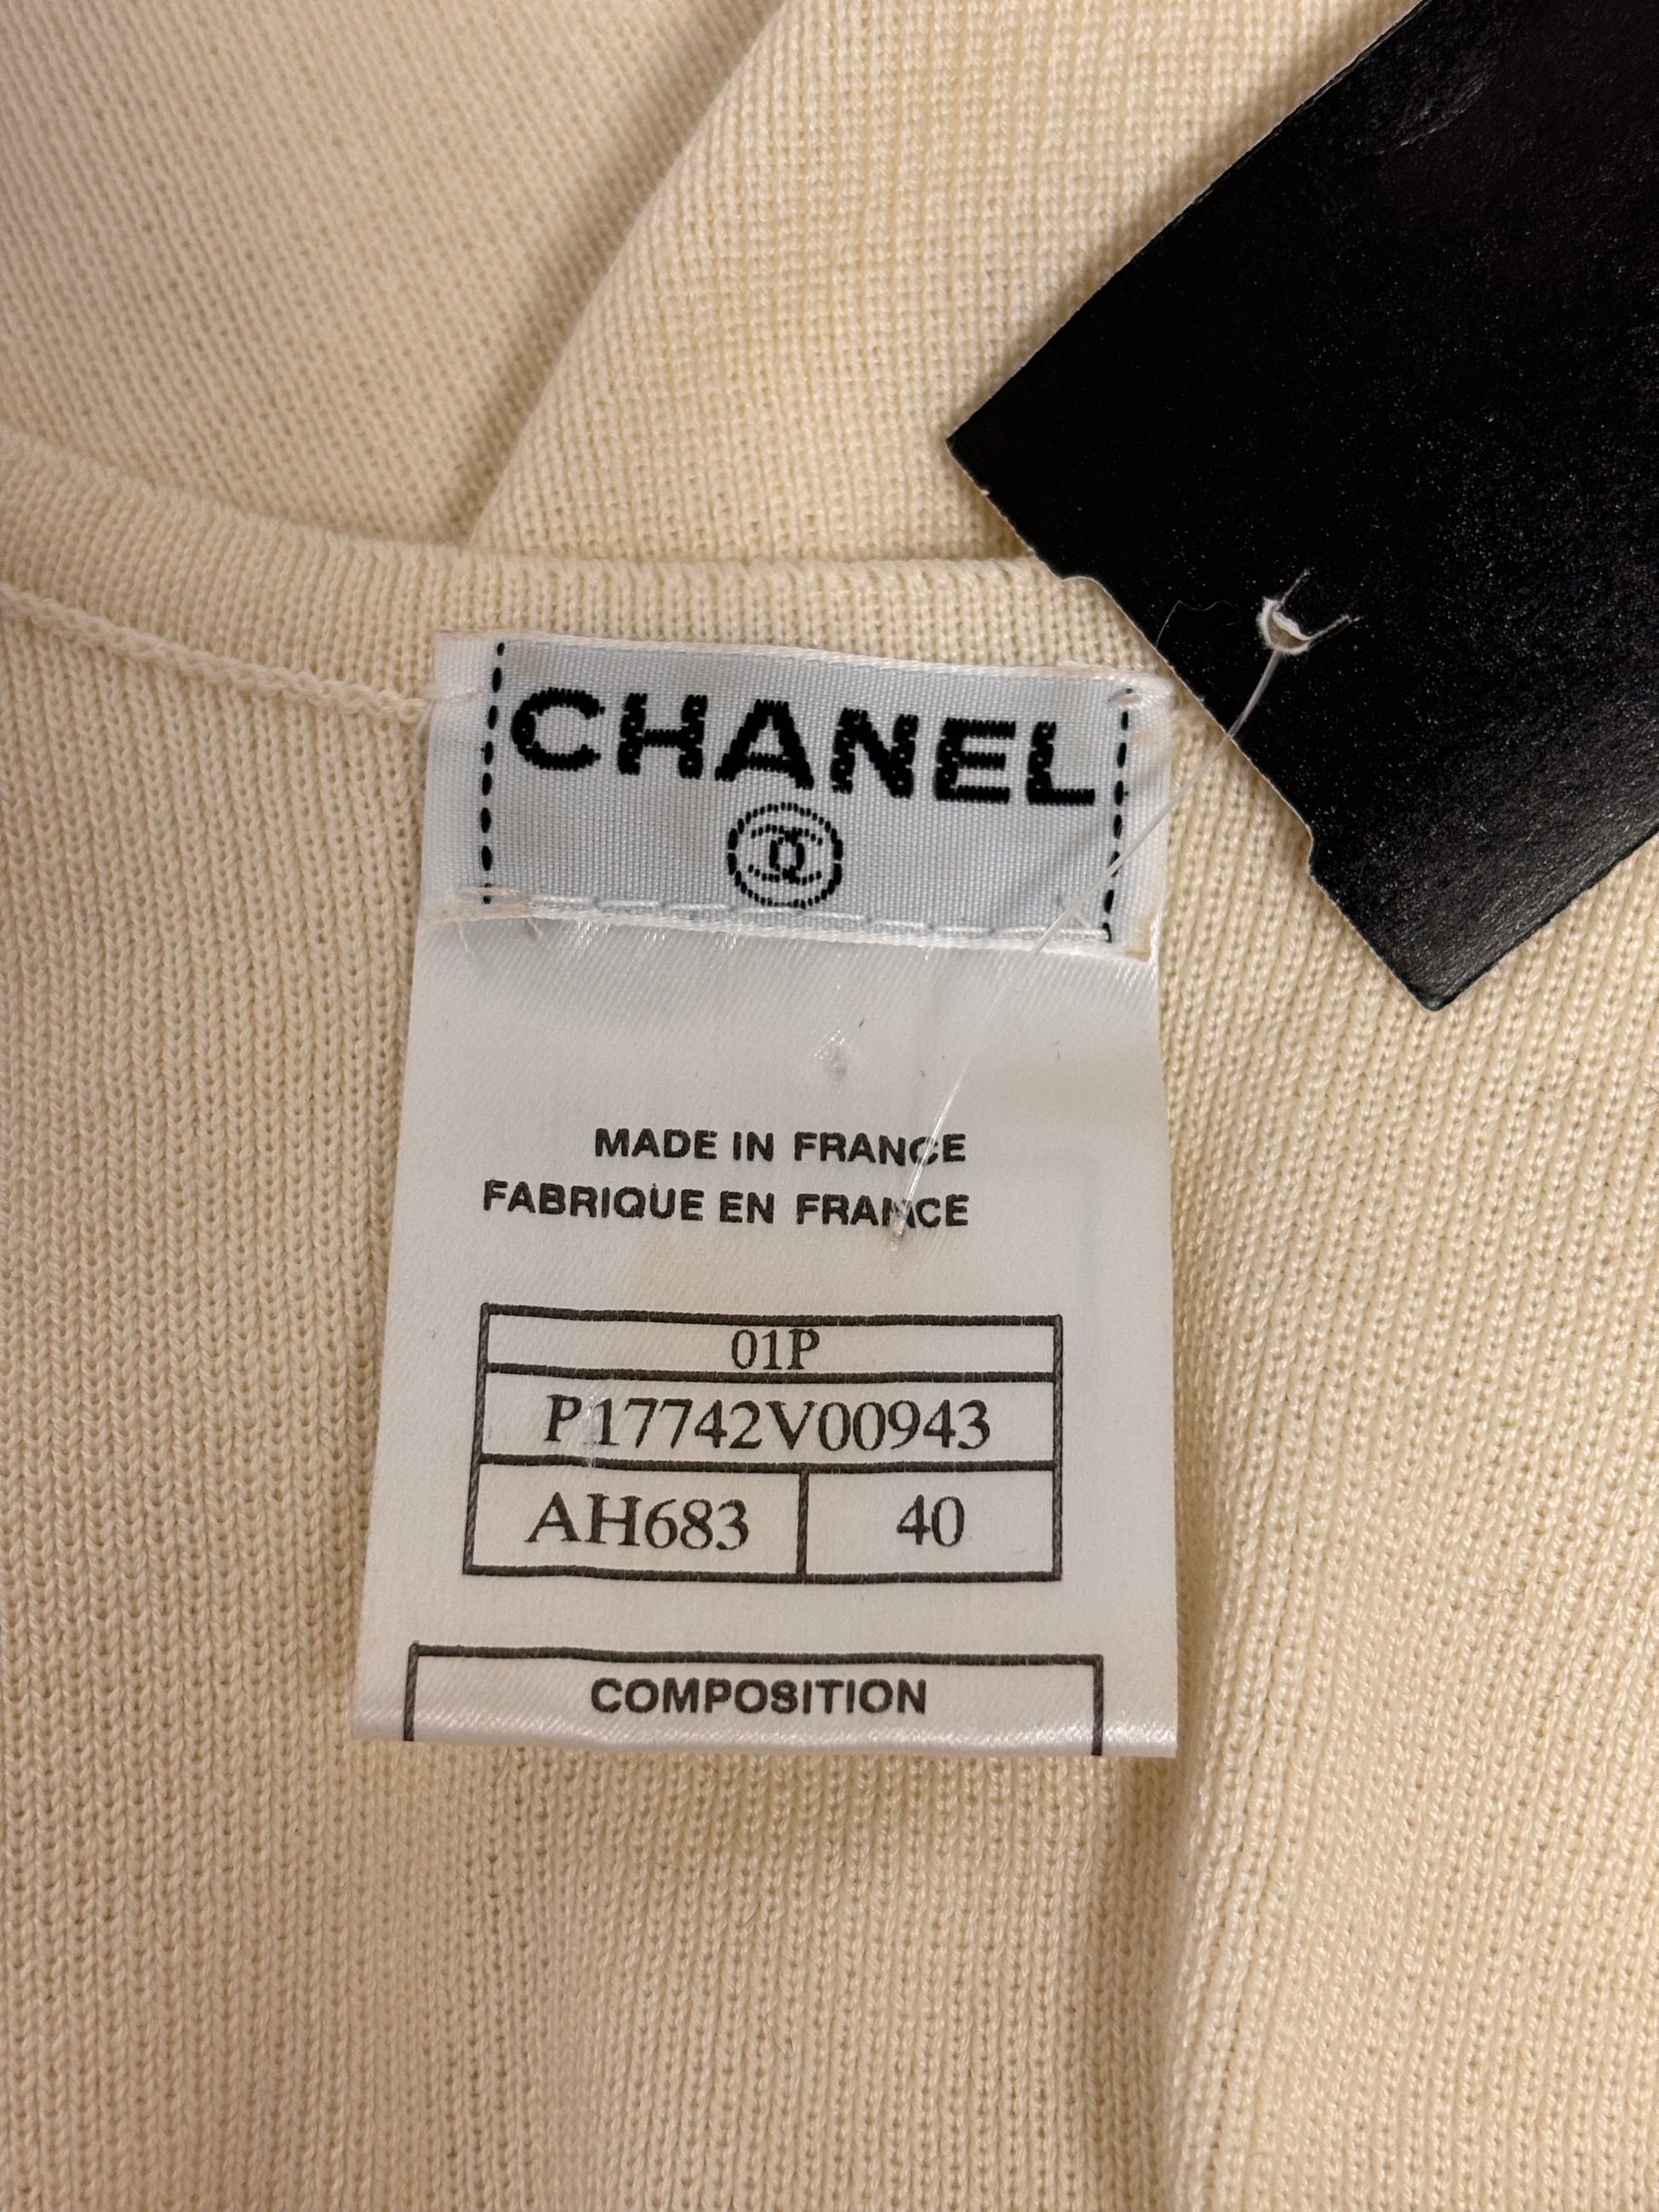 CHANEL
MADE IN FRANCE
FABRIQUE EN FRANCE
01P
P17742V00943
AH683 40
COMPOSITION